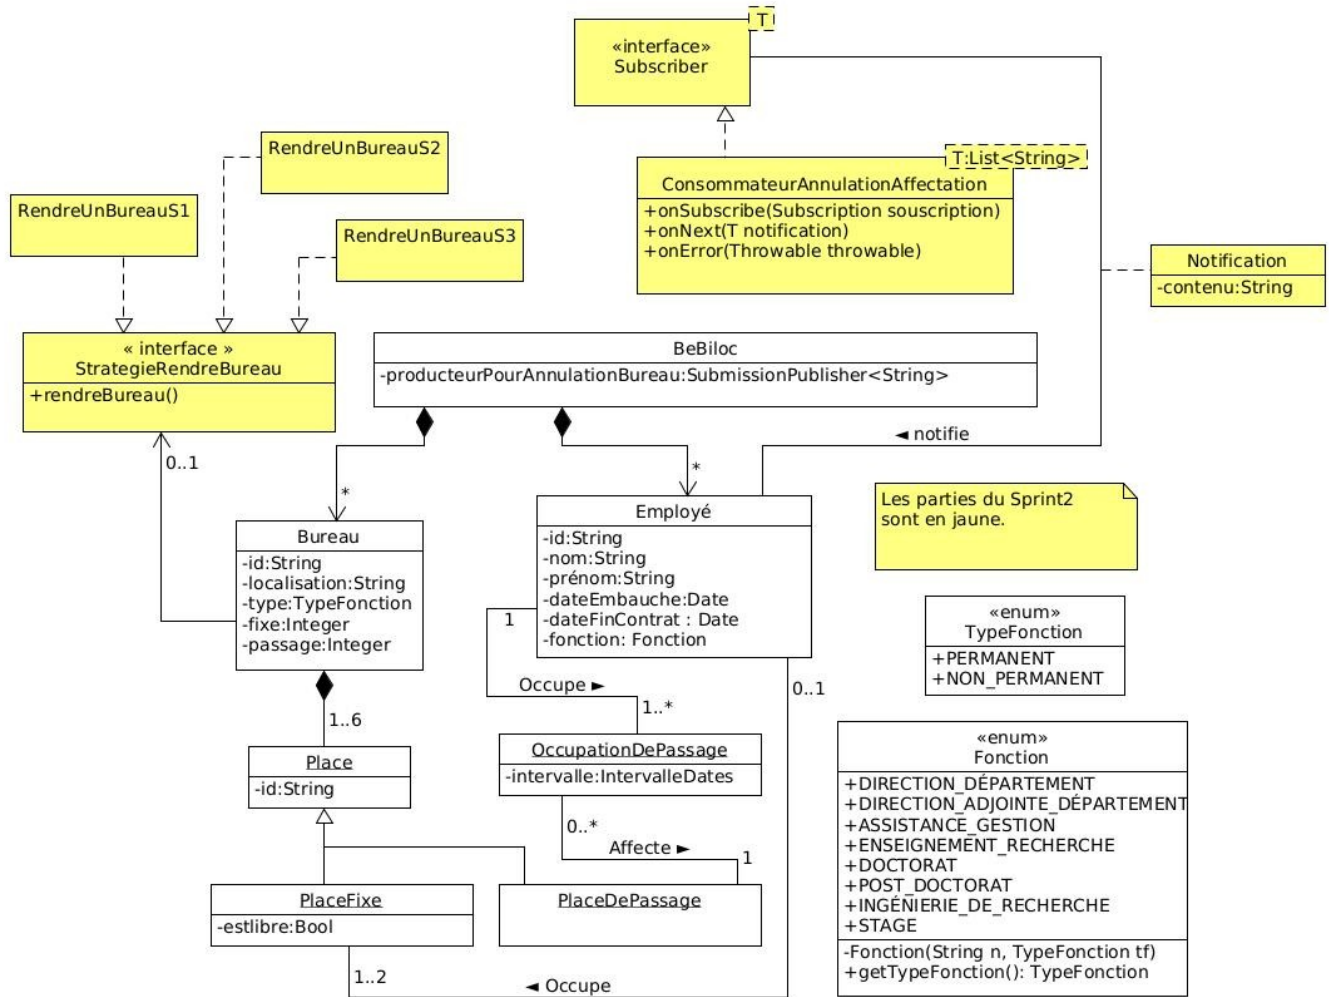 T
«interface»
Subscriber
RendreUnBureauS2
T:List<String>
ConsommateurAnnulationAffectation
+onSubscribe(Subscription souscription)
+onNext(T notification)
+onError(Throwable throwable)
RendreUnBureauS1
RendreUnBureauS3
Notification
-contenu:String
« interface »
StrategieRendreBureau
+rendreBureau()
BeBiloc
-producteurPourAnnulationBureau:SubmissionPublisher<String>
◄ notifie
0..1
*
*
Bureau
-id:String
-localisation:String
-type:TypeFonction
-fixe:Integer
-passage:Integer
Employé
-id:String
-nom:String
-prénom:String
-dateEmbauche:Date
-dateFinContrat : Date
-fonction: Fonction
Les parties du Sprint2
sont en jaune.
«enum»
TypeFonction
+PERMANENT
+NON_PERMANENT
1
0..1
Occupe ►
1..*
1..6
Place
-id:String
OccupationDePassage
-intervalle:IntervalleDates
0..*
Affecte ►
1
«enum»
Fonction
+DIRECTION_DÉPARTEMENT
+DIRECTION_ADJOINTE_DÉPARTEMENT
+ASSISTANCE_GESTION
+ENSEIGNEMENT_RECHERCHE
+DOCTORAT
+POST_DOCTORAT
+INGÉNIERIE_DE_RECHERCHE
+STAGE
-Fonction(String n, TypeFonction tf)
+getTypeFonction(): TypeFonction
PlaceFixe
-estlibre:Bool
PlaceDePassage
1..2
◄ Occupe